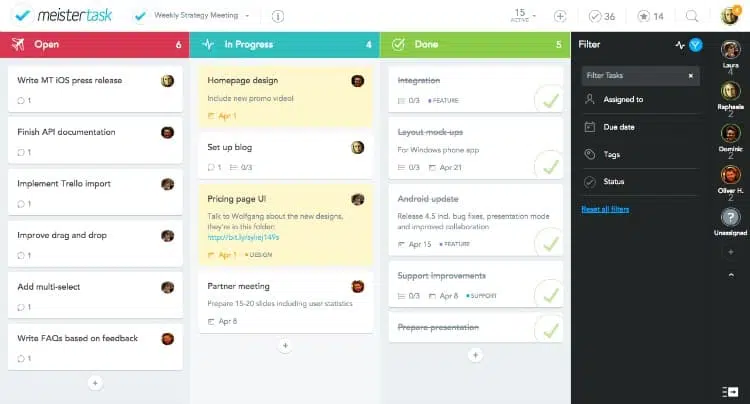 meistertask
Weekly Strategy Meeting
15
ACTIVE
36
14
4
Open 6
Write MT iOS press release
1
Finish API documentation
1
Implement Trello import
1
Improve drag and drop
1
Add multi-select
1
Write FAQs based on feedback
1
In Progress 4
Homepage design
Include new promo video!
Apr 1
Set up blog
1 0/3
Pricing page UI
Talk to Wolfgang about the new designs,
they're in this folder:
Apr 1 DESIGN
Partner meeting
Prepare 15-20 slides including user statistics
Apr 8
Done 5
Integration
0/3 FEATURE
Layout mock-ups
For Windows phone app
0/3 Apr 21
Android update
Release 4.5 incl. bug fixes, presentation mode
and improved collaboration
Apr 15 FEATURE
Support improvements
0/3 Apr 8 SUPPORT
Prepare presentation
Filter
Filter Tasks
Assigned to
Due date
Tags
Status
Reset all filters
Laura
4
Raphaela
2
Dominic
2
Oliver H.
2
Unassigned